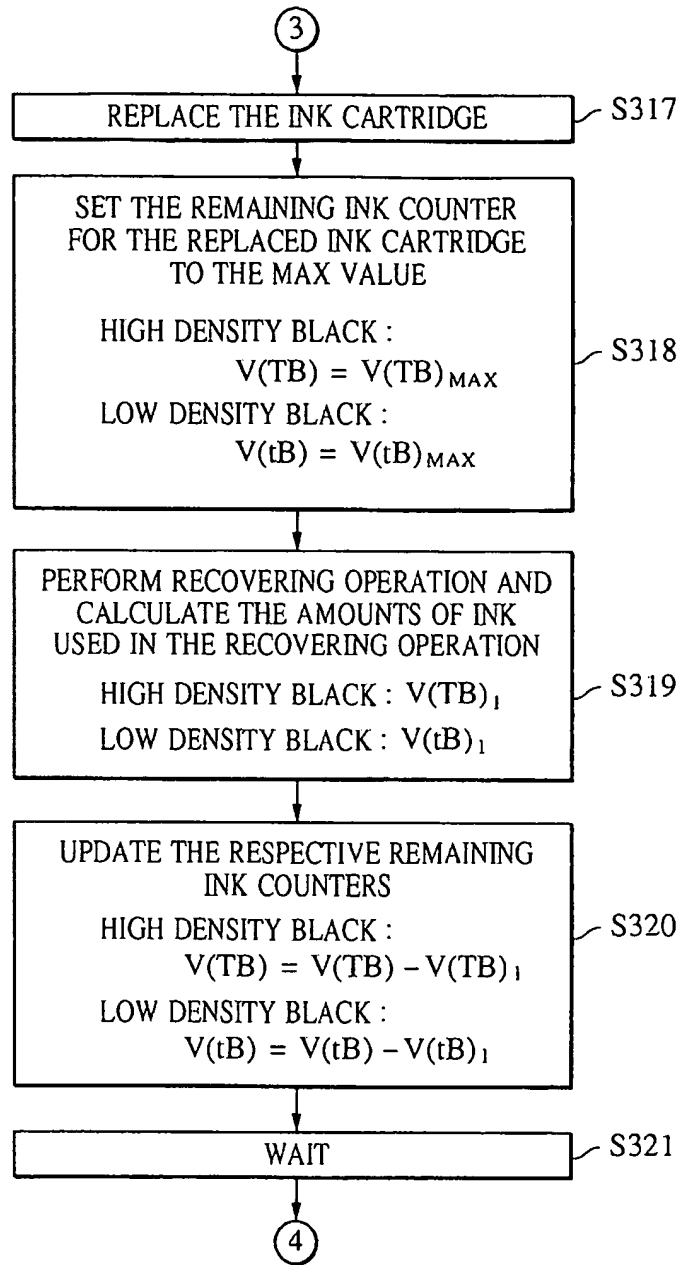 3
REPLACE THE INK CARTRIDGE
S317
SET THE REMAINING INK COUNTER
FOR THE REPLACED INK CARTRIDGE
TO THE MAX VALUE
HIGH DENSITY BLACK :
V(TB) = V(TB)MAX
LOW DENSITY BLACK :
V(tB) = V(tB)MAX
S318
PERFORM RECOVERING OPERATION AND
CALCULATE THE AMOUNTS OF INK
USED IN THE RECOVERING OPERATION
HIGH DENSITY BLACK : V(TB)1
LOW DENSITY BLACK : V(tB)1
S319
UPDATE THE RESPECTIVE REMAINING
INK COUNTERS
HIGH DENSITY BLACK :
V(TB) = V(TB) – V(TB)1
LOW DENSITY BLACK :
V(tB) = V(tB) – V(tB)1
S320
WAIT
S321
4